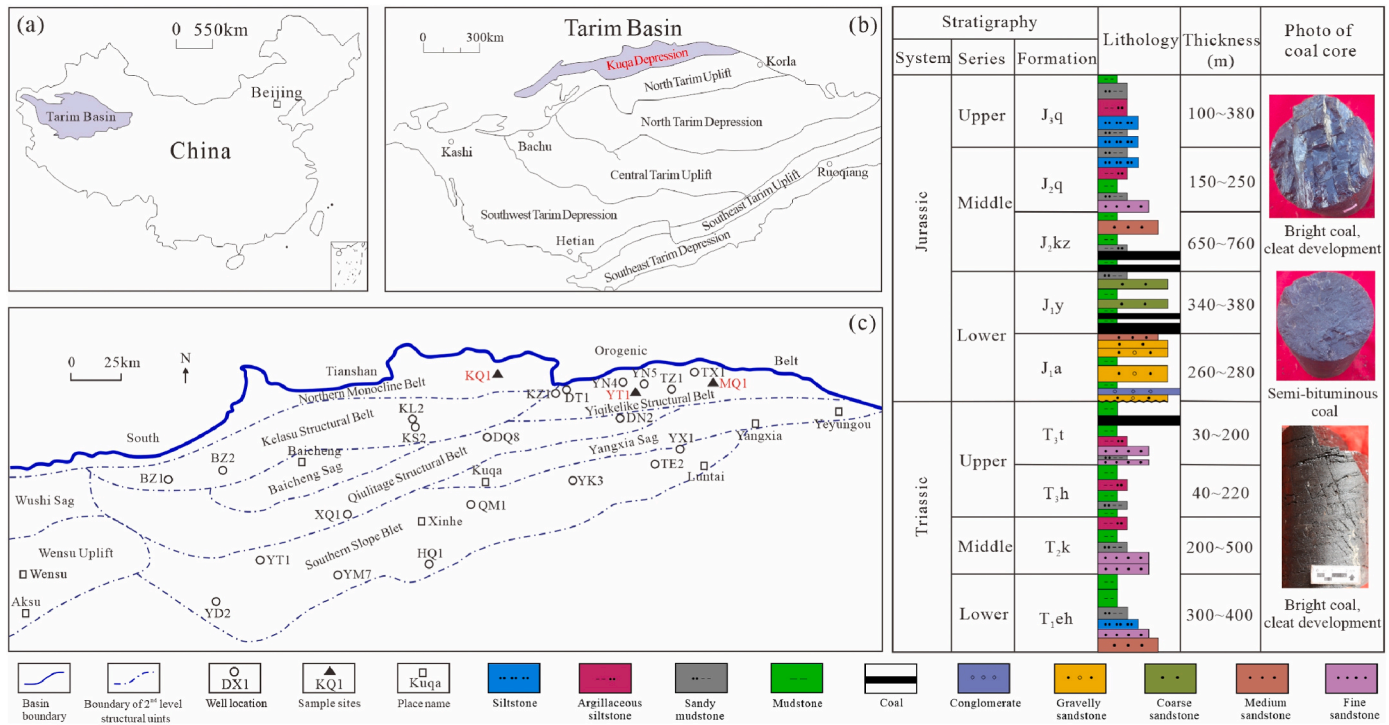 (a)
0 550km
Beijing
Tarim Basin
China
(b)
Tarim Basin
0 300km
Kuqa Depression
Korla
North Tarim Uplift
North Tarim Depression
Kashi
Bachu
Central Tarim Uplift
Ruoqiang
Southwest Tarim Depression
Southeast Tarim Uplift
Hetian
Southeast Tarim Depression
(c)
0 25km
N
Tianshan
Orogenic
Belt
South
Northern Monocline Belt
KQ1
KZ1
DT1
YN4
YN5
TZ1
TX1
YT1
MQ1
Yiqikelike Structural Belt
Kelasu Structural Belt
KL2
KS2
DN2
DQ8
Yangxia Sag
YX1
Yangxia
Yeyungou
BZ1
BZ2
Baicheng
Baicheng Sag
Qiulitage Structural Belt
Kuqa
YK3
TE2
Luntai
Wushi Sag
XQ1
QM1
Xinhe
Southern Slope Blet
Wensu Uplift
Wensu
YT1
YM7
HQ1
Aksu
YD2
Stratigraphy
System
Series
Formation
Lithology
Thickness
(m)
Photo of
coal core
Jurassic
Upper
J₃q
100~380
Middle
J₂q
150~250
J₂kz
650~760
Lower
J₁y
340~380
J₁a
260~280
Triassic
Upper
T₃t
30~200
T₃h
40~220
Middle
T₂k
200~500
Lower
T₁eh
300~400
Bright coal,
cleat development
Semi-bituminous
coal
Bright coal,
cleat development
Basin
boundary
Boundary of 2nd level
structural uints
DX1
Well location
KQ1
Sample sites
Kuqa
Place name
Siltstone
Argillaceous
siltstone
Sandy
mudstone
Mudstone
Coal
Conglomerate
Gravelly
sandstone
Coarse
sandstone
Medium
sandstone
Fine
sandstone